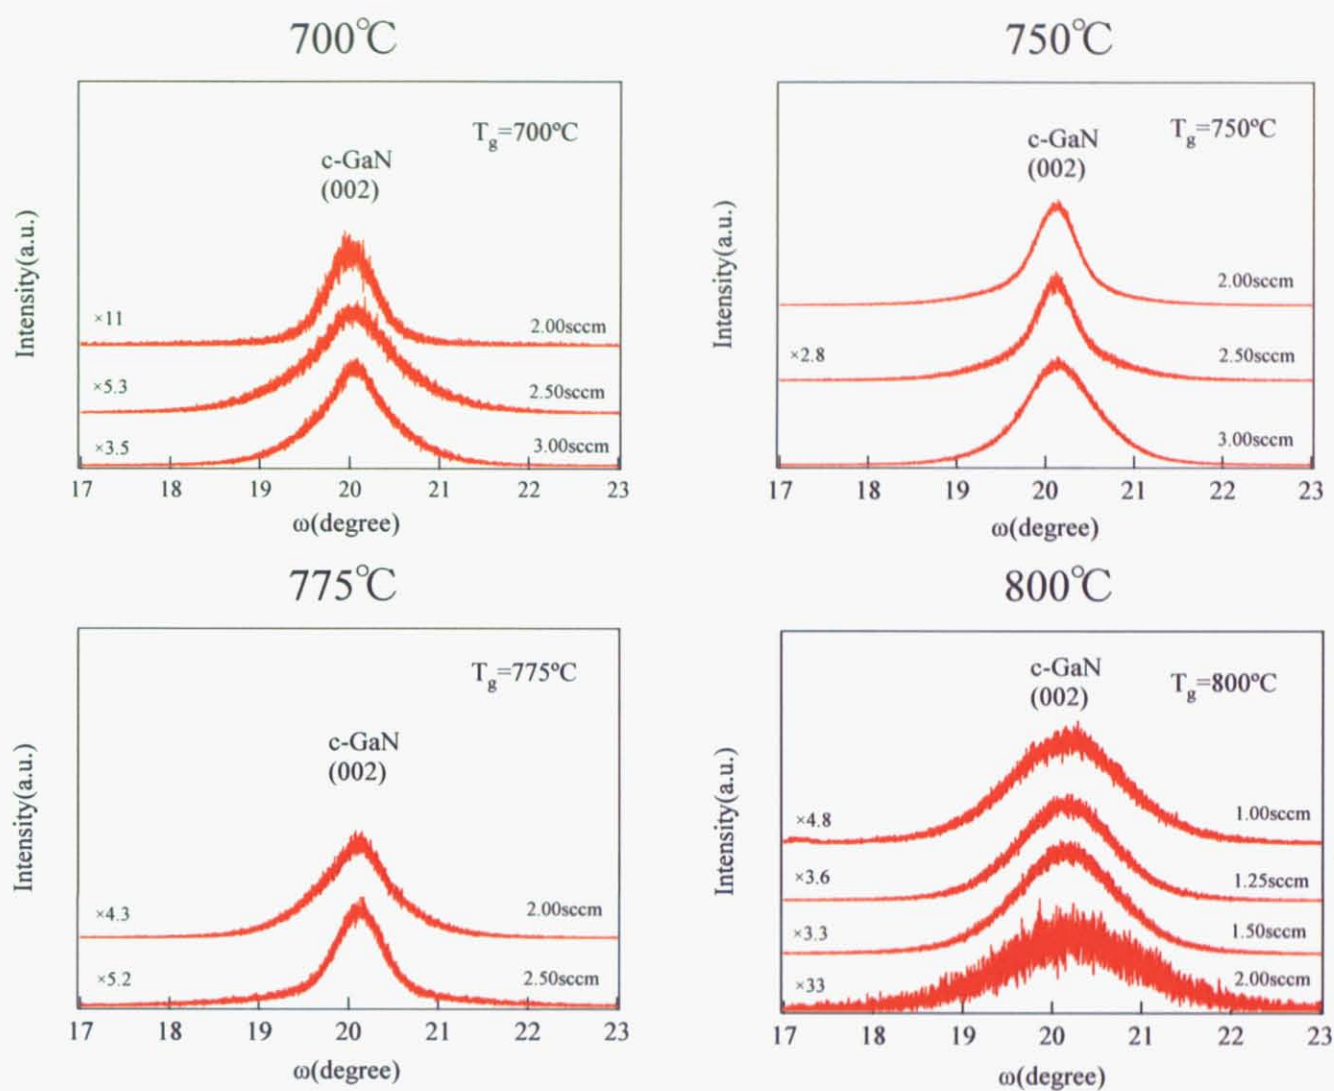 700℃
T_g=700℃
c-GaN
(002)
Intensity(a.u.)
×11
2.00sccm
×5.3
2.50sccm
×3.5
3.00sccm
17 18 19 20 21 22 23
ω(degree)
750℃
T_g=750℃
c-GaN
(002)
Intensity(a.u.)
2.00sccm
×2.8
2.50sccm
3.00sccm
17 18 19 20 21 22 23
ω(degree)
775℃
T_g=775℃
c-GaN
(002)
Intensity(a.u.)
×4.3
2.00sccm
×5.2
2.50sccm
17 18 19 20 21 22 23
ω(degree)
800℃
c-GaN
(002)
T_g=800℃
Intensity(a.u.)
×4.8
1.00sccm
×3.6
1.25sccm
×3.3
1.50sccm
×33
2.00sccm
17 18 19 20 21 22 23
ω(degree)